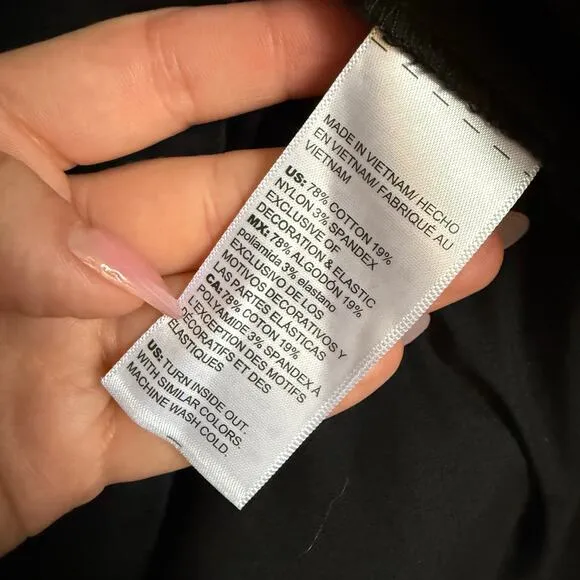 MADE IN VIETNAM/ HECHO
EN VIETNAM/ FABRIQUÉ AU
VIETNAM
US: 78% COTTON 19%
NYLON 3% SPANDEX
EXCLUSIVE OF
DECORATION & ELASTIC
MX: 78% ALGODÓN 19%
poliamida 3% elastano
EXCLUSIVO DE LOS
MOTIVOS DECORATIVOS Y
LAS PARTES ELÁSTICAS
CA: 78% COTON 19%
POLYAMIDE 3% SPANDEX À
L'EXCEPTION DES MOTIFS
DÉCORATIFS ET DES
ÉLASTIQUES
US: TURN INSIDE OUT.
WITH SIMILAR COLORS.
MACHINE WASH COLD.